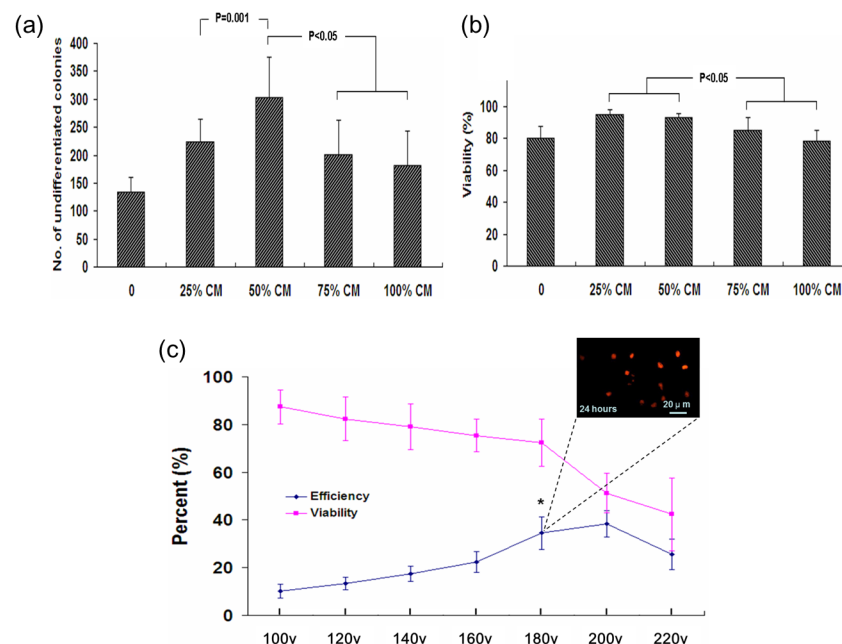 (a)
P=0.001
P<0.05
No. of undifferentiated colonies
400
350
300
250
200
150
100
50
0
0 25% CM 50% CM 75% CM 100% CM
(b)
P<0.05
Viability (%)
100
80
60
40
20
0
0 25% CM 50% CM 75% CM 100% CM
(c)
24 hours 20 μ m
Percent (%)
100
80
60
40
20
0
Efficiency
Viability
*
100v 120v 140v 160v 180v 200v 220v